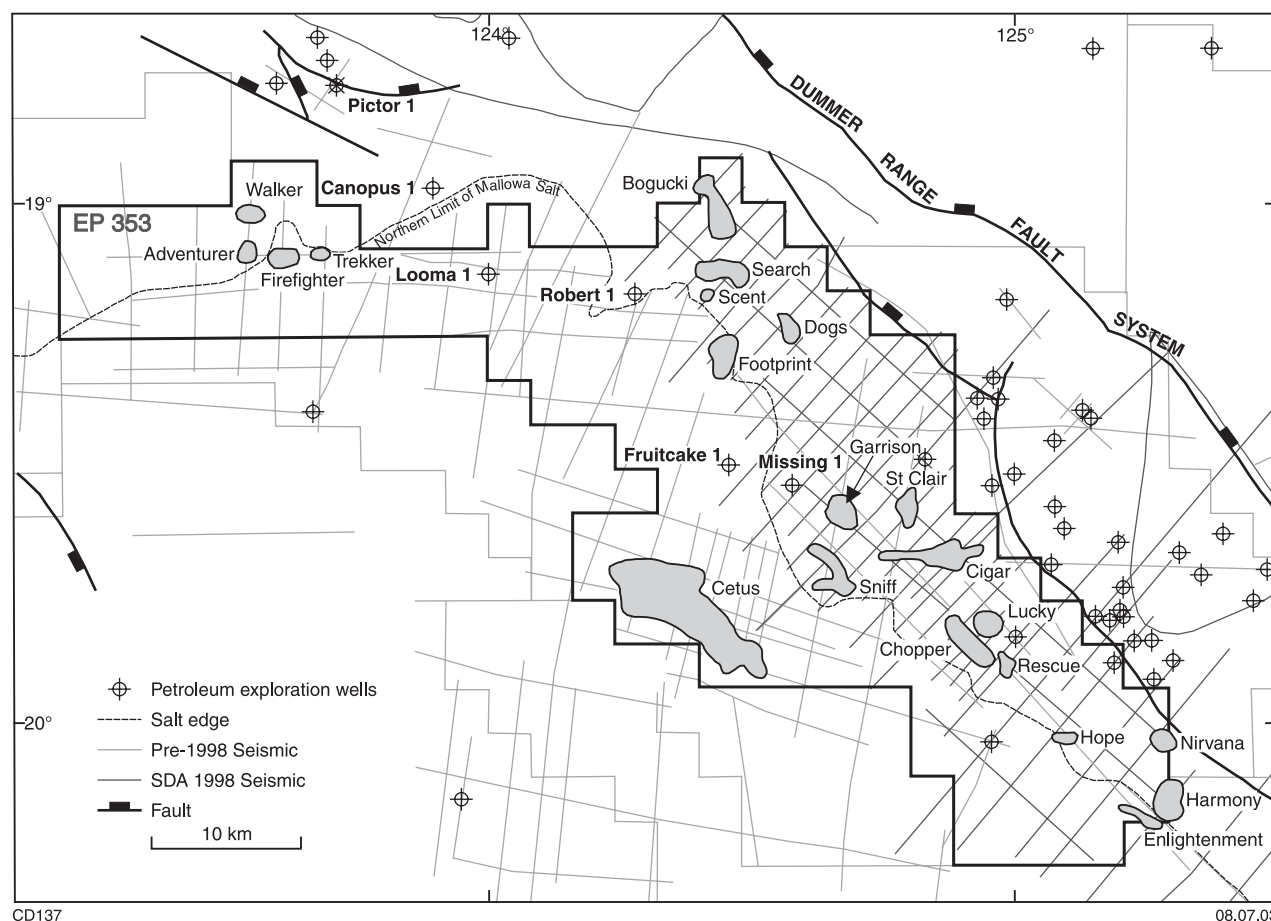 124°
125°
Pictor 1
DUMMER
RANGE
FAULT
SYSTEM
19°
EP 353
Walker
Canopus 1
Northern Limit of Mallowa Salt
Bogucki
Adventurer
Firefighter
Trekker
Looma 1
Search
Robert 1
Scent
Dogs
Footprint
Fruitcake 1
Missing 1
Garrison
St Clair
Cigar
Cetus
Sniff
Lucky
Chopper
Rescue
Petroleum exploration wells
Salt edge
20°
Hope
Nirvana
Pre-1998 Seismic
SDA 1998 Seismic
Fault
Harmony
10 km
Enlightenment
CD137
08.07.03